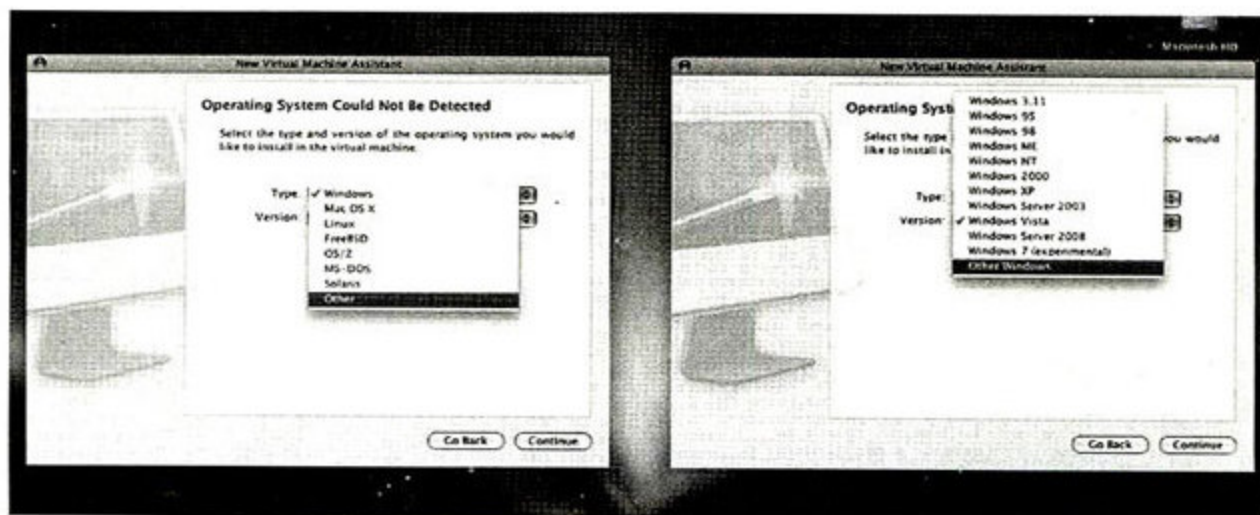 Macintosh HD
New Virtual Machine Assistant
Operating System Could Not Be Detected
Select the type and version of the operating system you would
like to install in the virtual machine.
Type
✓ Windows
Mac OS X
Version
Linux
FreeBSD
OS/2
MS-DOS
Solaris
Other
Go Back
Continue
New Virtual Machine Assistant
Operating Syst
Select the type
you would
like to install in
Type:
Version:
Windows 3.11
Windows 95
Windows 98
Windows ME
Windows NT
Windows 2000
Windows XP
Windows Server 2003
✓ Windows Vista
Windows Server 2008
Windows 7 (experimental)
Other Windows
Go Back
Continue